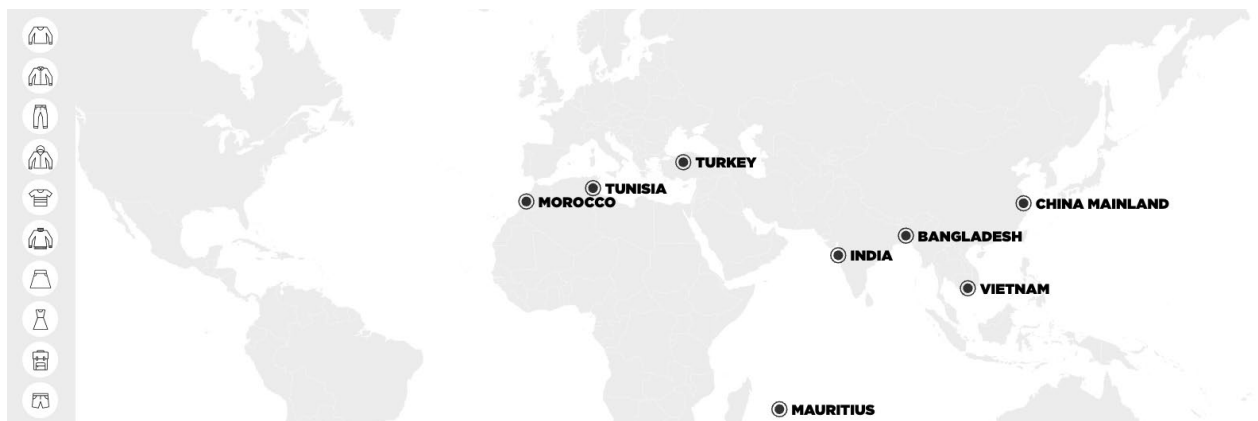 TURKEY
TUNISIA
MOROCCO
CHINA MAINLAND
BANGLADESH
INDIA
VIETNAM
MAURITIUS